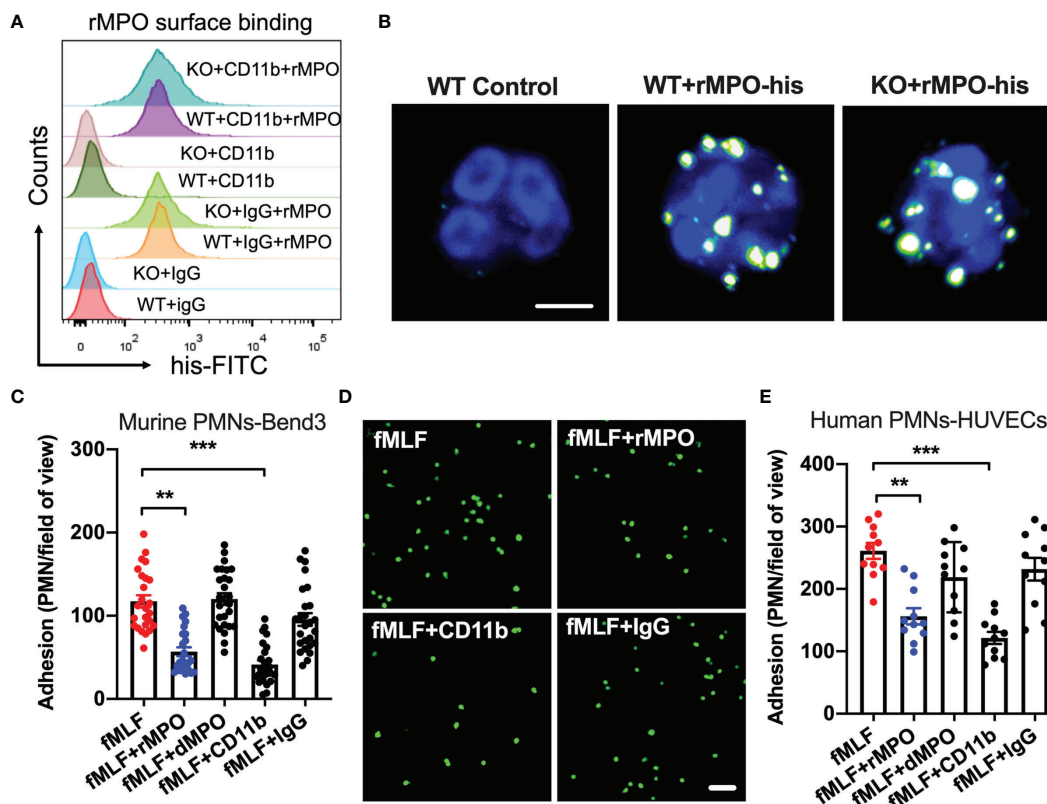 A
rMPO surface binding
KO+CD11b+rMPO
WT+CD11b+rMPO
KO+CD11b
WT+CD11b
KO+IgG+rMPO
WT+IgG+rMPO
KO+IgG
WT+igG
Counts
0 10² 10³ 10⁴ 10⁵
his-FITC
B
WT Control
WT+rMPO-his
KO+rMPO-his
C
Murine PMNs-Bend3
Adhesion (PMN/field of view)
300
200
100
0
***
**
fMLF
fMLF+rMPO
fMLF+dMPO
fMLF+CD11b
fMLF+IgG
D
fMLF
fMLF+rMPO
fMLF+CD11b
fMLF+IgG
E
Human PMNs-HUVECs
Adhesion (PMN/field of view)
400
300
200
100
0
***
**
fMLF
fMLF+rMPO
fMLF+dMPO
fMLF+CD11b
fMLF+IgG